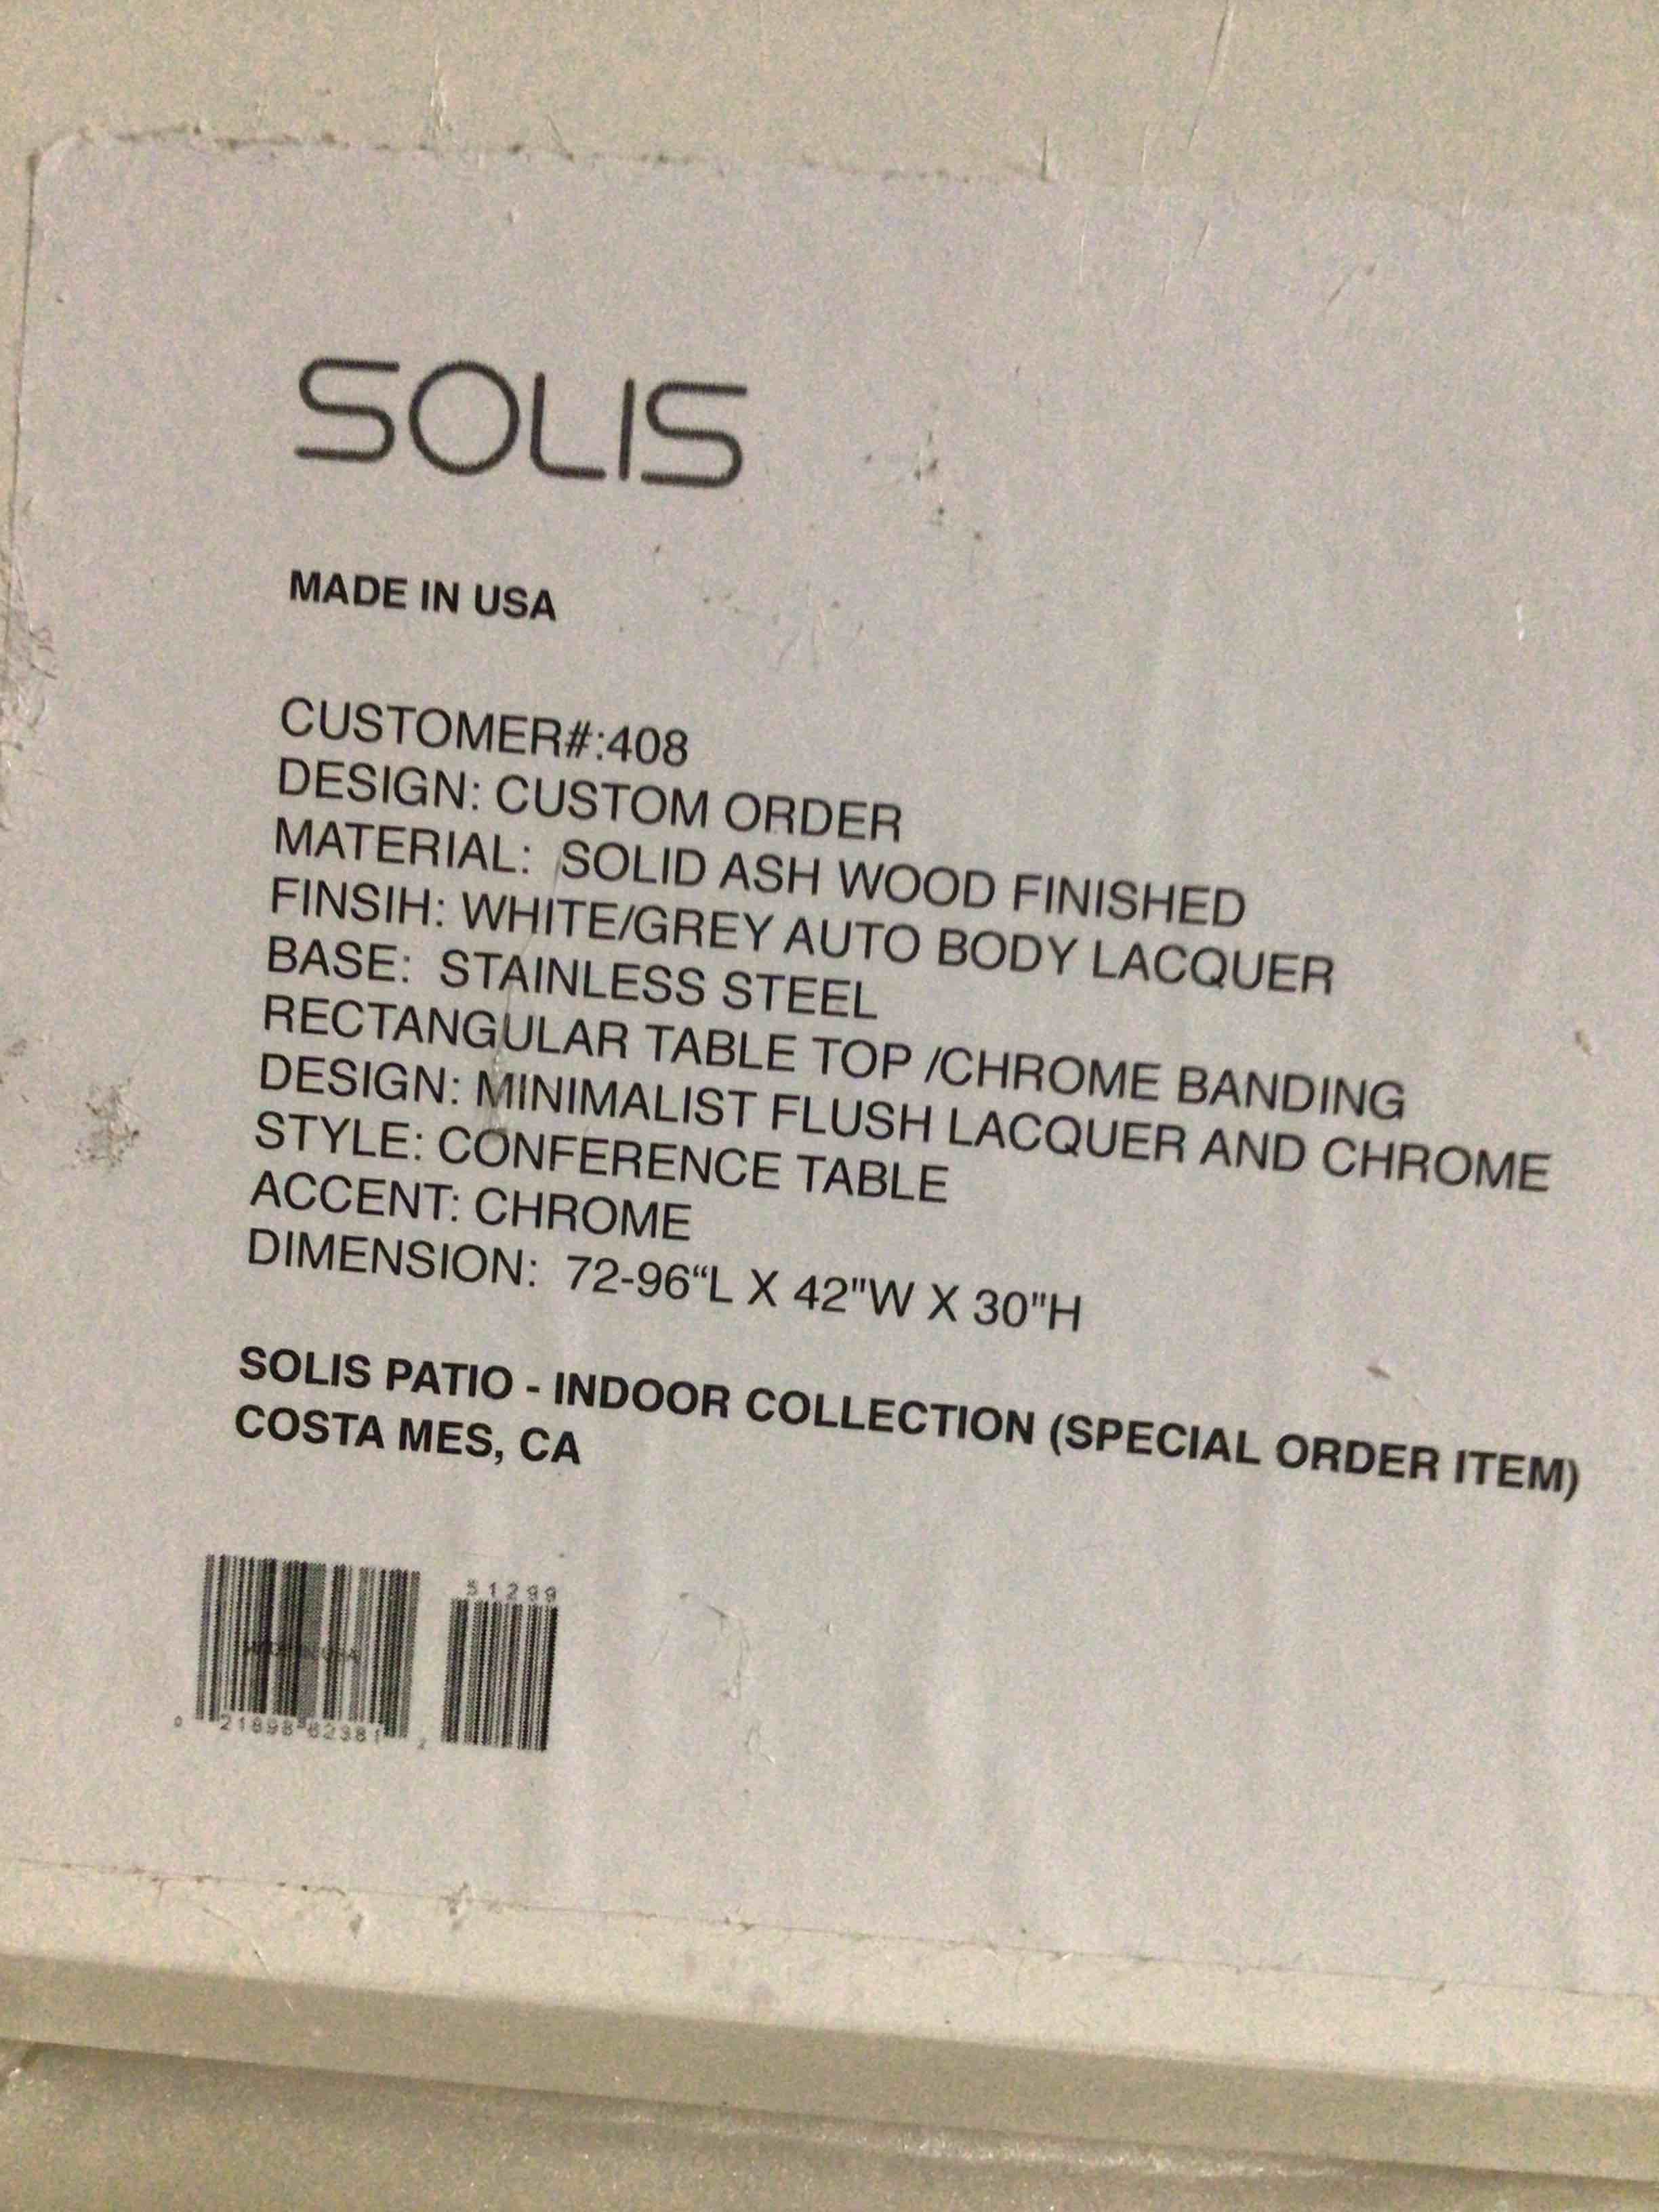 SOLIS
MADE IN USA
CUSTOMER#:408
DESIGN: CUSTOM ORDER
MATERIAL: SOLID ASH WOOD FINISHED
FINSIH: WHITE/GREY AUTO BODY LACQUER
BASE: STAINLESS STEEL
RECTANGULAR TABLE TOP /CHROME BANDING
DESIGN: MINIMALIST FLUSH LACQUER AND CHROME
STYLE: CONFERENCE TABLE
ACCENT: CHROME
DIMENSION: 72-96“L X 42"W X 30"H
SOLIS PATIO - INDOOR COLLECTION (SPECIAL ORDER ITEM)
COSTA MES, CA
51299
0 21898 62381